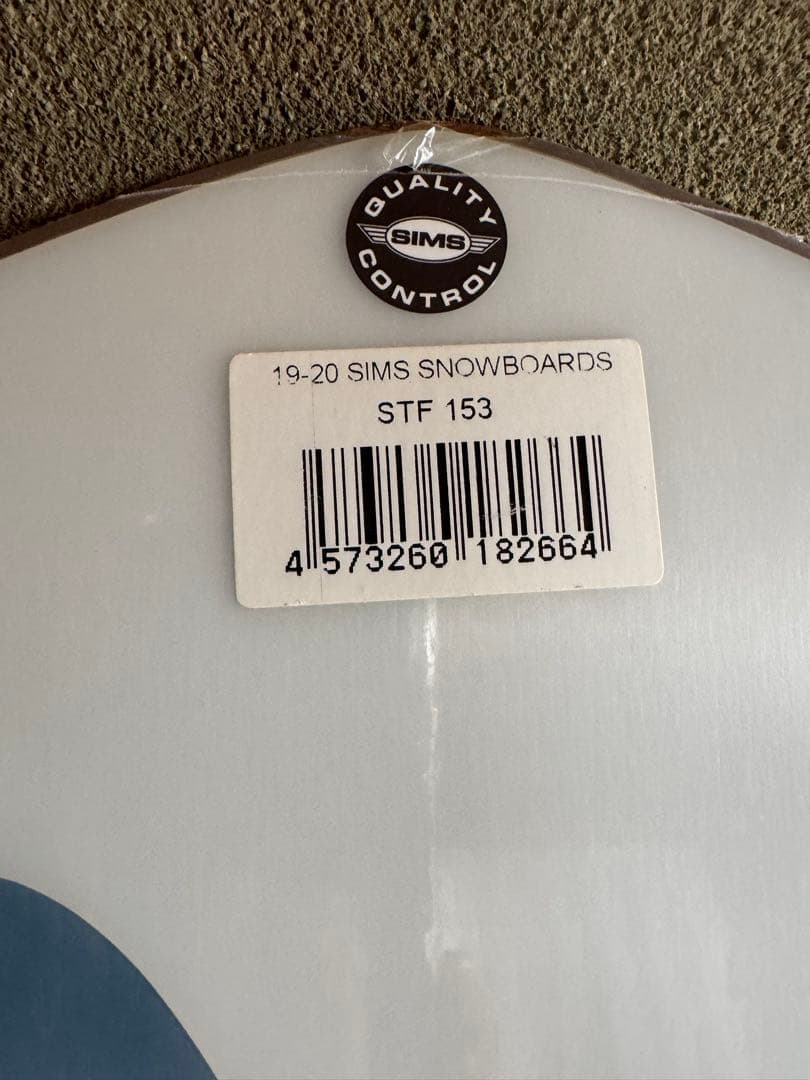 QUALITY
SIMS
CONTROL
19-20 SIMS SNOWBOARDS
STF 153
4 573260 182664